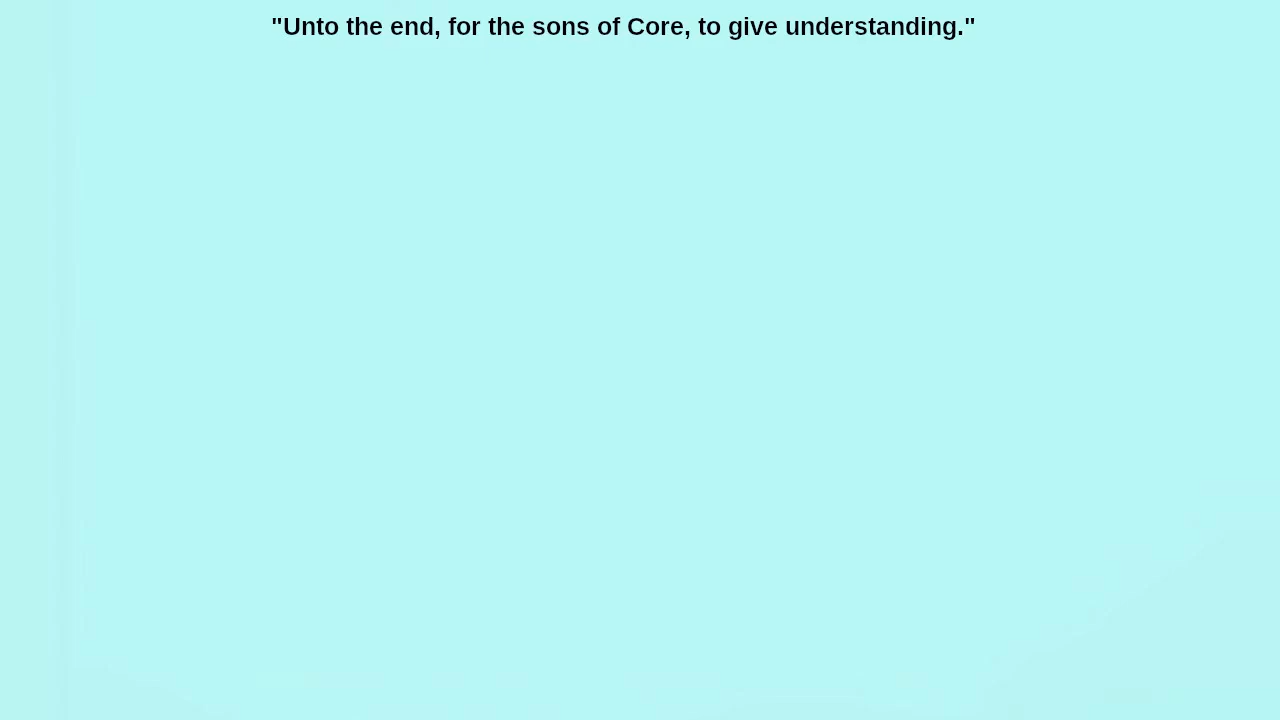 "Unto the end, for the sons of Core, to give understanding."